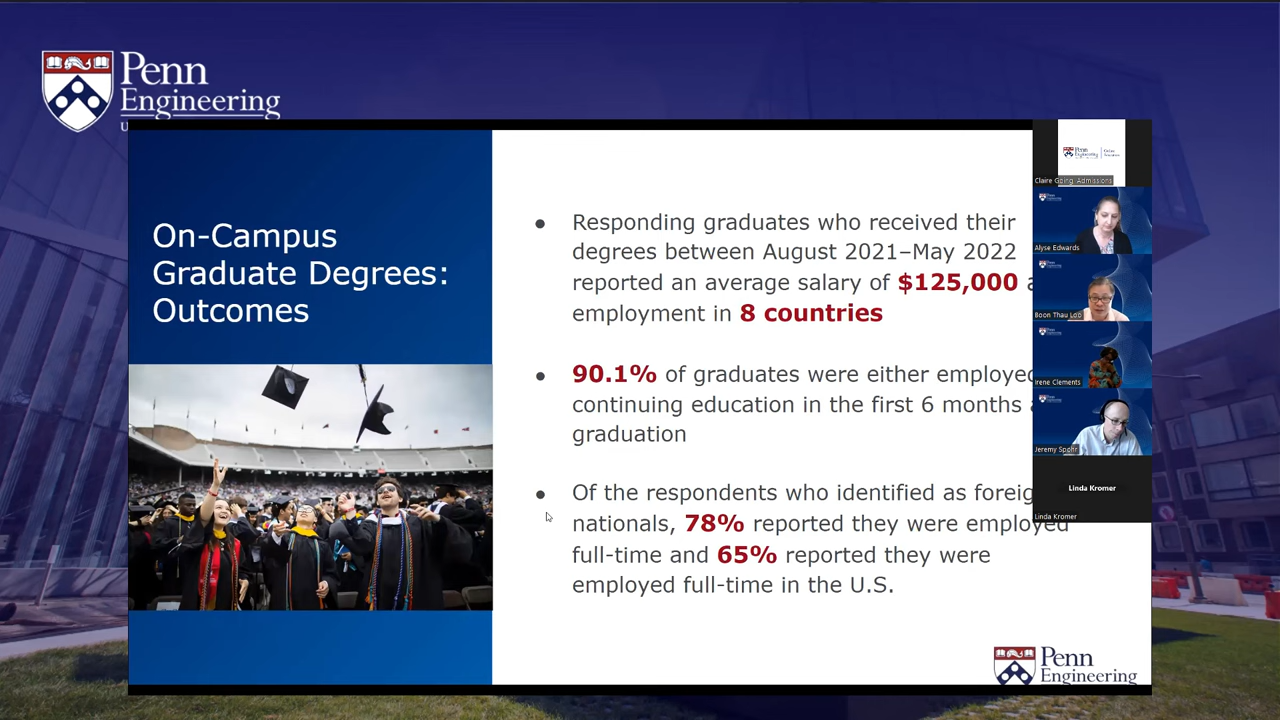 Penn
Engineering
U
On-Campus
Graduate Degrees:
Outcomes
● Responding graduates who received their
degrees between August 2021–May 2022
reported an average salary of $125,000 a
employment in 8 countries
● 90.1% of graduates were either employed
continuing education in the first 6 months a
graduation
● Of the respondents who identified as foreig
nationals, 78% reported they were employed
full-time and 65% reported they were
employed full-time in the U.S.
Penn
Engineering
Penn
Engineering
Claire Going-Admissions
Alyse Edwards
Boon Thau Loo
Irene Clements
Jeremy Spohr
Linda Kromer
Linda Kromer